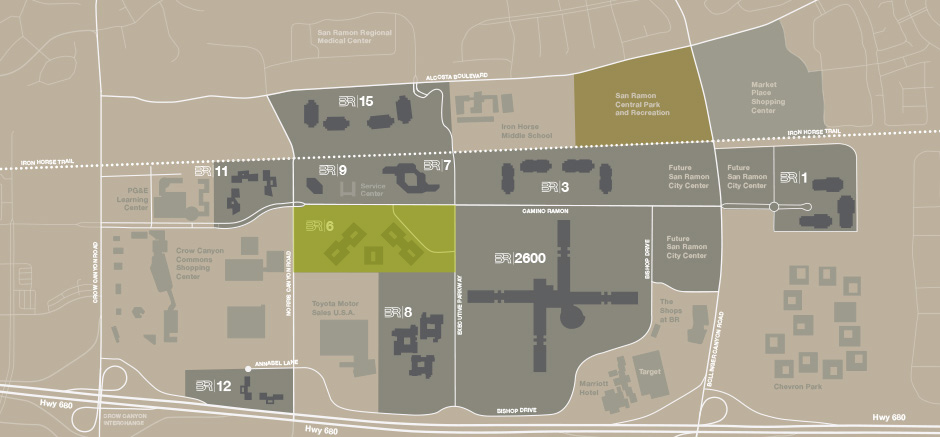 San Ramon Regional
Medical Center
ALCOSTA BOULEVARD
BR|15
San Ramon
Central Park
and Recreation
Market
Place
Shopping
Center
Iron Horse
Middle School
IRON HORSE TRAIL
IRON HORSE TRAIL
BR|11
BR|9
BR|7
BR|3
Future
San Ramon
City Center
Future
San Ramon
City Center
BR|1
PG&E
Learning
Center
Service
Center
CAMINO RAMON
BR|6
BR|2600
Future
San Ramon
City Center
Crow Canyon
Commons
Shopping
Center
CROW CANYON ROAD
NORRIS CANYON ROAD
EXECUTIVE PARKWAY
BISHOP DRIVE
BOLLINGER CANYON ROAD
Toyota Motor
Sales U.S.A.
BR|8
The
Shops
at BR
ANNABEL LANE
BR|12
Marriott
Hotel
Target
Chevron Park
BISHOP DRIVE
Hwy 680
CROW CANYON
INTERCHANGE
Hwy 680
Hwy 680